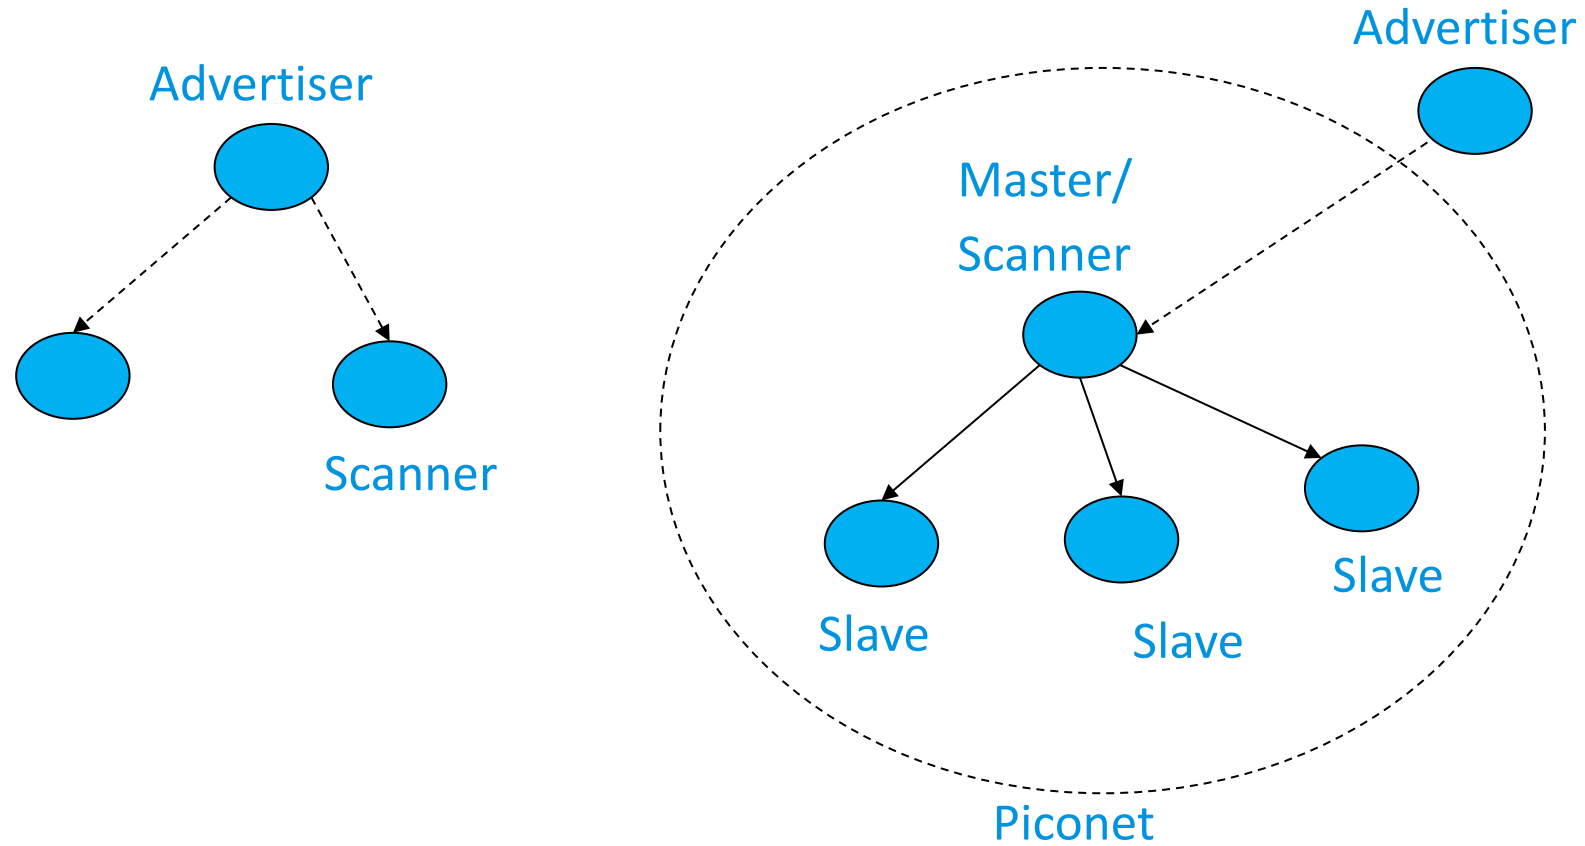 Advertiser
Scanner
Advertiser
Master/
Scanner
Slave
Slave
Slave
Piconet